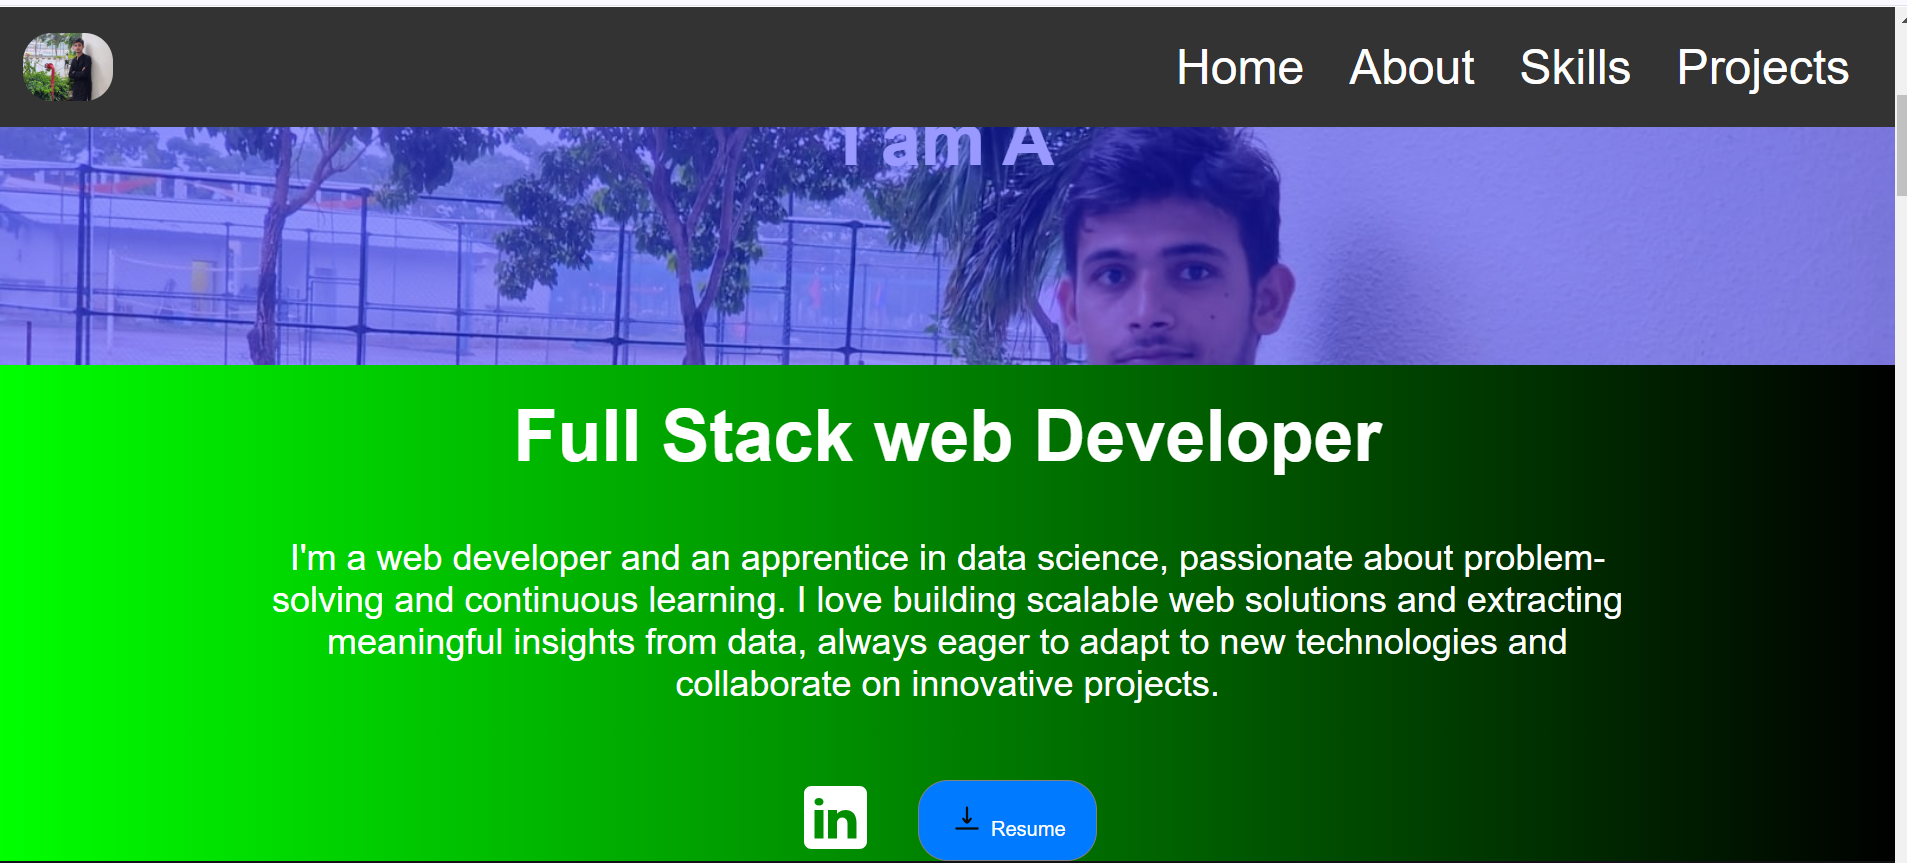 Home About Skills Projects
I am A
Full Stack web Developer
I'm a web developer and an apprentice in data science, passionate about problem-
solving and continuous learning. I love building scalable web solutions and extracting
meaningful insights from data, always eager to adapt to new technologies and
collaborate on innovative projects.
in
Resume